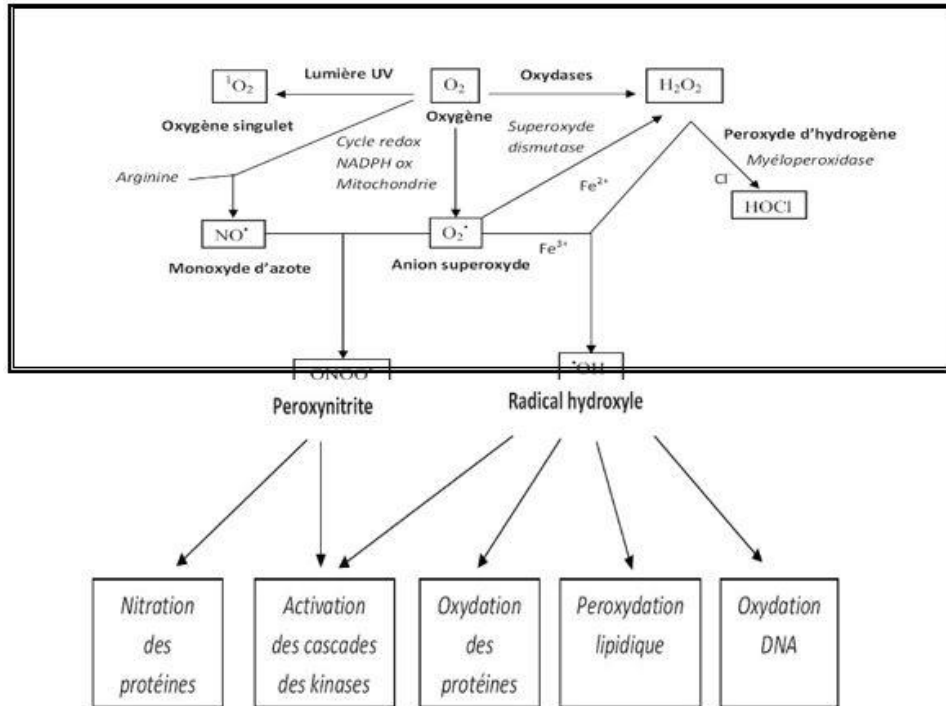 Lumière UV
Oxydases
¹O₂
O₂
H₂O₂
Oxygène singulet
Oxygène
Peroxyde d'hydrogène
Cycle redox
NADPH ox
Mitochondrie
Superoxyde
dismutase
Myéloperoxidase
Arginine
Fe²⁺
Cl⁻
HOCl
NO•
O₂•
Fe³⁺
Monoxyde d'azote
Anion superoxyde
•OH
Peroxynitrite
Radical hydroxyle
Nitration
des
protéines
Activation
des cascades
des kinases
Oxydation
des
protéines
Peroxydation
lipidique
Oxydation
DNA